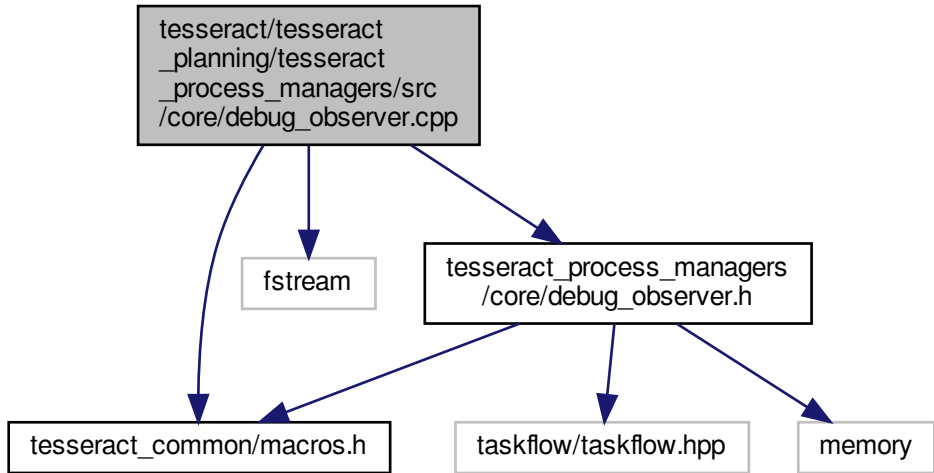 tesseract/tesseract
_planning/tesseract
_process_managers/src
/core/debug_observer.cpp
fstream
tesseract_process_managers
/core/debug_observer.h
tesseract_common/macros.h
taskflow/taskflow.hpp
memory